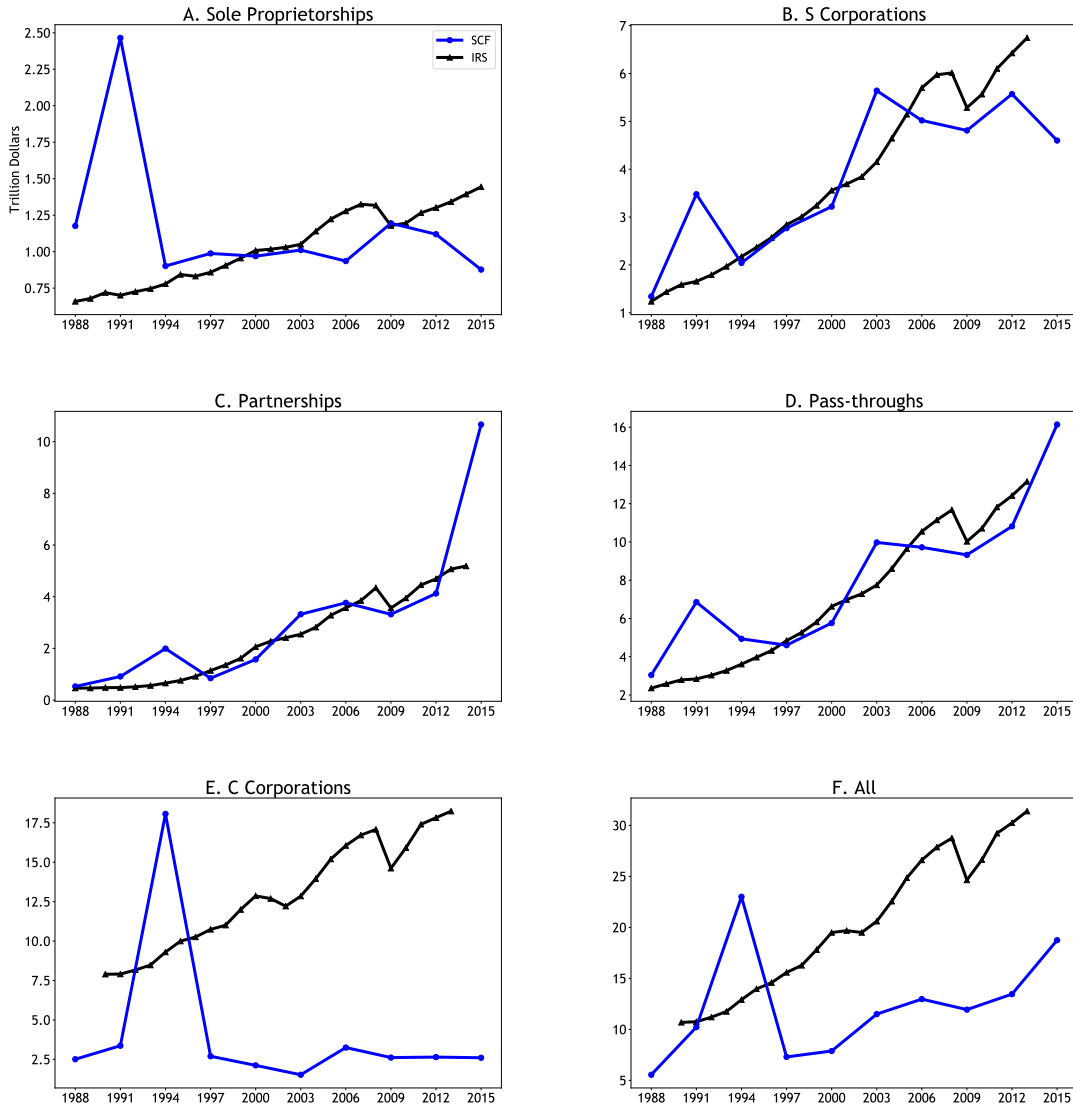 A. Sole Proprietorships
2.50
2.25
2.00
1.75
1.50
1.25
1.00
0.75
Trillion Dollars
SCF
IRS
1988 1991 1994 1997 2000 2003 2006 2009 2012 2015
B. S Corporations
7
6
5
4
3
2
1
1988 1991 1994 1997 2000 2003 2006 2009 2012 2015
C. Partnerships
10
8
6
4
2
0
1988 1991 1994 1997 2000 2003 2006 2009 2012 2015
D. Pass-throughs
16
14
12
10
8
6
4
2
1988 1991 1994 1997 2000 2003 2006 2009 2012 2015
E. C Corporations
17.5
15.0
12.5
10.0
7.5
5.0
2.5
1988 1991 1994 1997 2000 2003 2006 2009 2012 2015
F. All
30
25
20
15
10
5
1988 1991 1994 1997 2000 2003 2006 2009 2012 2015